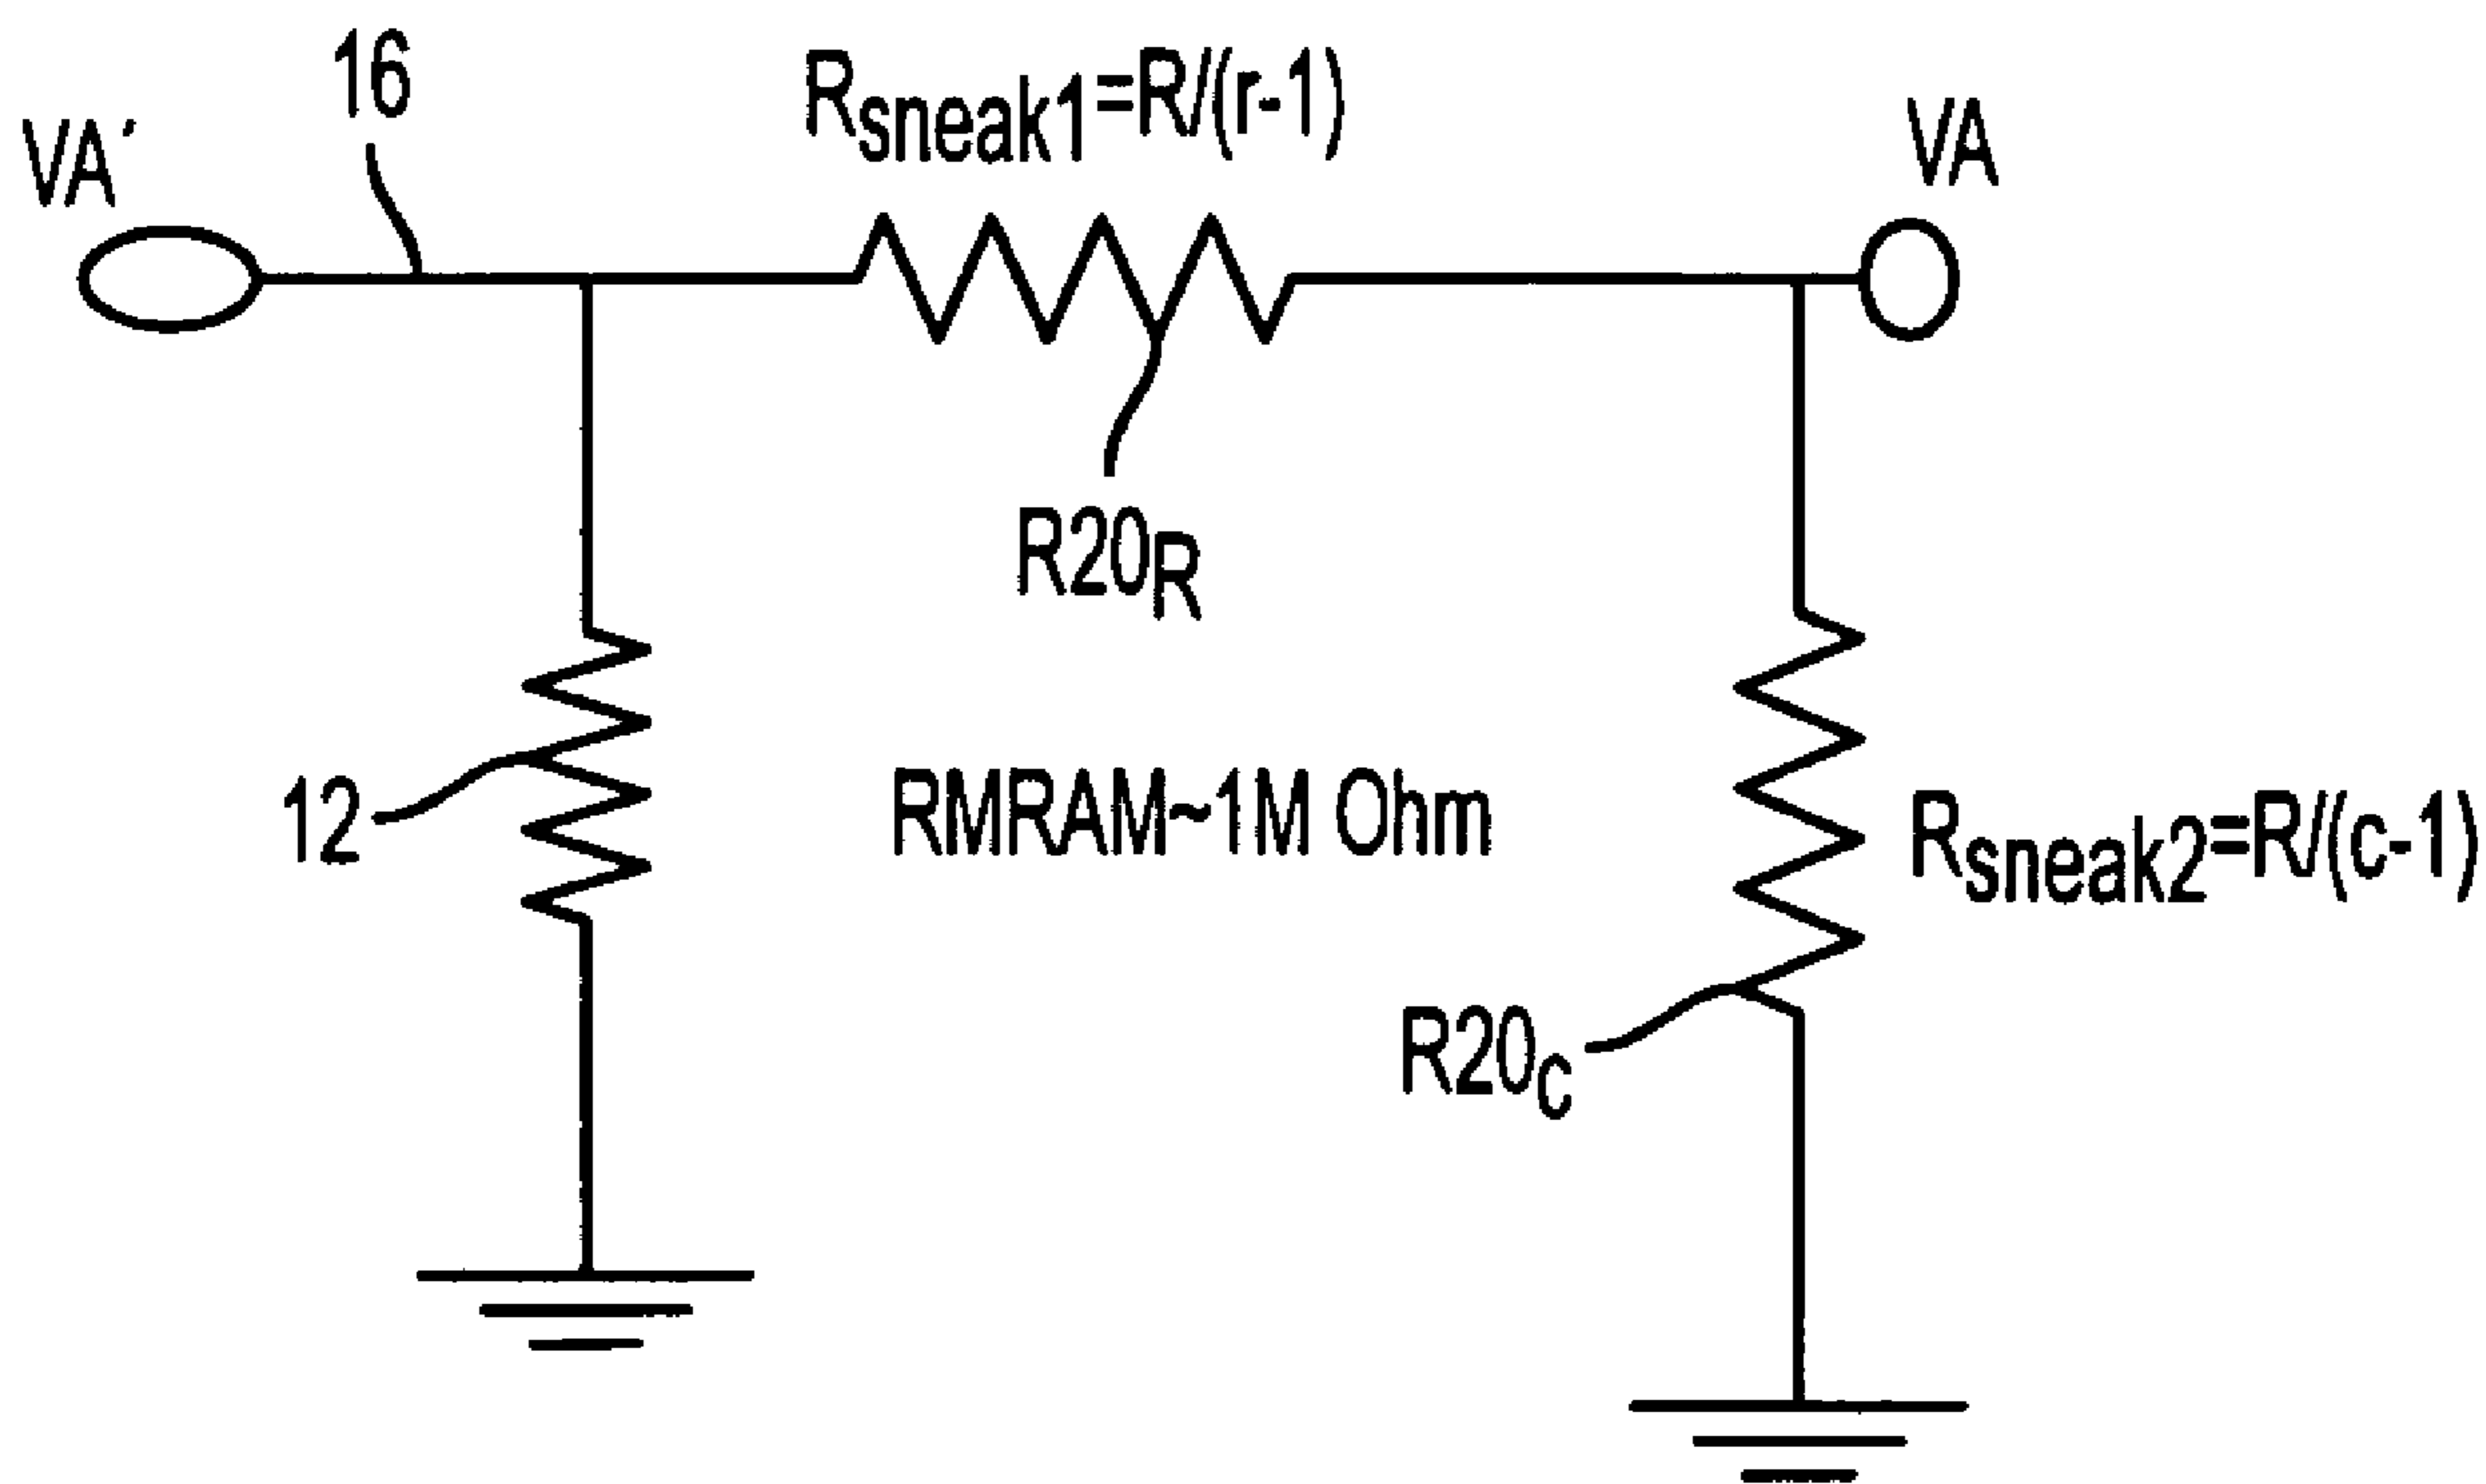 16
VA´
Rsneak1=R/(r-1)
VA
R20R
12
RMRAM~1M Ohm
Rsneak2=R/(c-1)
R20C